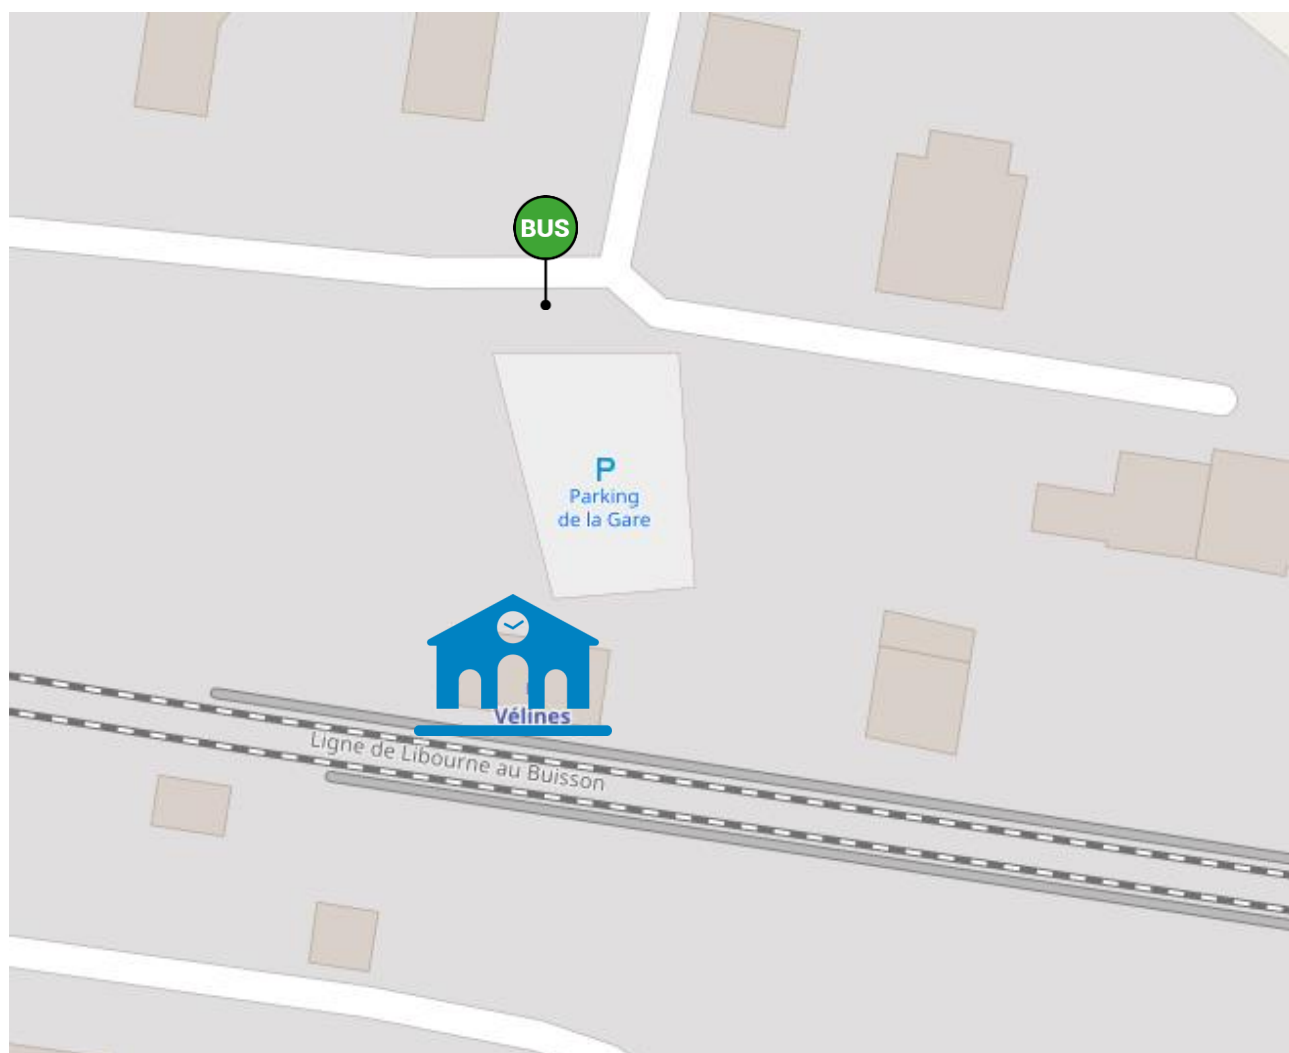 BUS
P
Parking
de la Gare
Vélines
Ligne de Libourne au Buisson